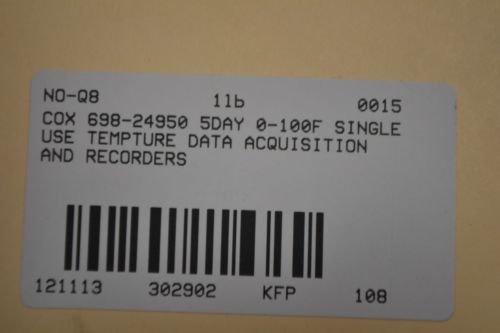 NO-Q8 1lb 0015
COX 698-24950 5DAY 0-100F SINGLE
USE TEMPTURE DATA ACQUISITION
AND RECORDERS
121113 302902 KFP 108